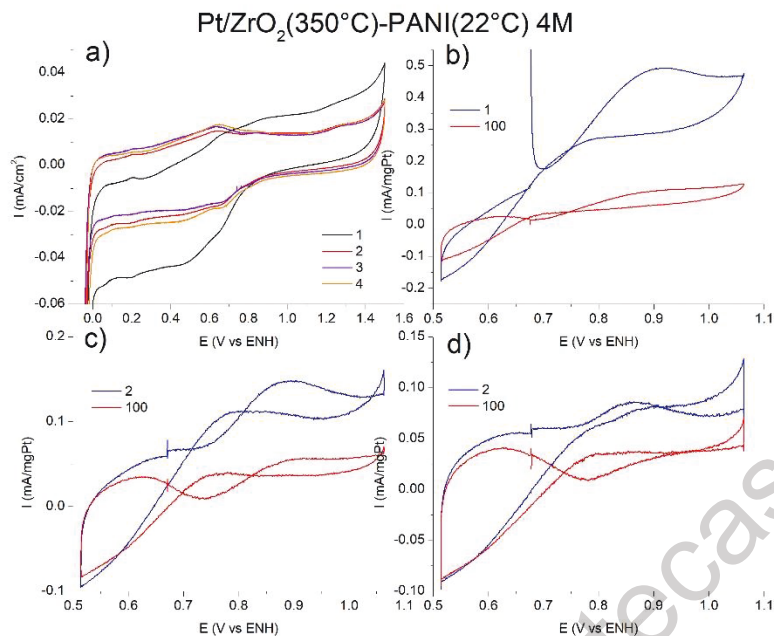 Pt/ZrO₂(350°C)-PANI(22°C) 4M
a)
I (mA/cm²)
0.04
0.02
0.00
-0.02
-0.04
-0.06
1
2
3
4
0.0 0.2 0.4 0.6 0.8 1.0 1.2 1.4 1.6
E (V vs ENH)
b)
I (mA/mgPt)
0.5
0.4
0.3
0.2
0.1
0.0
-0.1
-0.2
1
100
0.5 0.6 0.7 0.8 0.9 1.0 1.1
E (V vs ENH)
c)
I (mA/mgPt)
0.2
0.1
0.0
-0.1
2
100
0.5 0.6 0.7 0.8 0.9 1.0 1.1
E (V vs ENH)
d)
I (mA/mgPt)
0.15
0.10
0.05
0.00
-0.05
-0.10
2
100
0.5 0.6 0.7 0.8 0.9 1.0 1.1
E (V vs ENH)
tecas